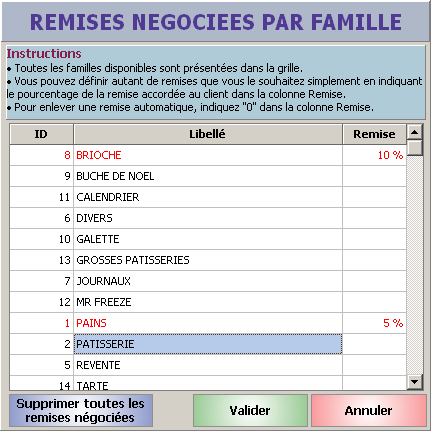 REMISES NEGOCIEES PAR FAMILLE
Instructions
• Toutes les familles disponibles sont présentées dans la grille.
• Vous pouvez définir autant de remises que vous le souhaitez simplement en indiquant
le pourcentage de la remise accordée au client dans la colonne Remise.
• Pour enlever une remise automatique, indiquez "0" dans la colonne Remise.
ID Libellé Remise
8 BRIOCHE 10 %
9 BUCHE DE NOEL
11 CALENDRIER
6 DIVERS
10 GALETTE
13 GROSSES PATISSERIES
7 JOURNAUX
12 MR FREEZE
1 PAINS 5 %
2 PATISSERIE
5 REVENTE
14 TARTE
Supprimer toutes les
remises négociées
Valider
Annuler